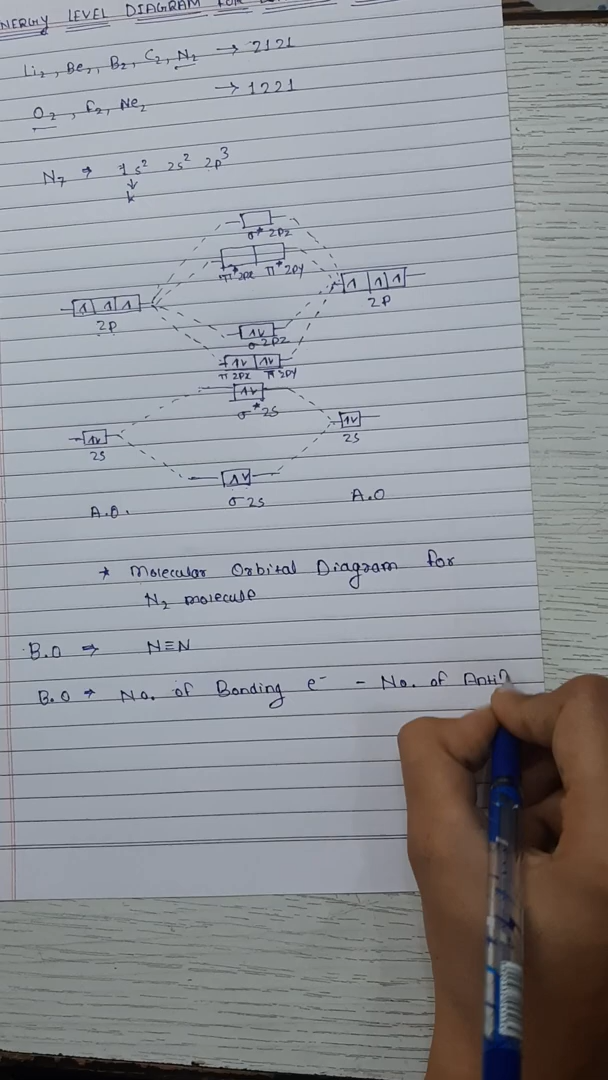 ENERGY LEVEL DIAGRAM FOR
Li₂, Be₂, B₂, C₂, N₂ → 2121
O₂, F₂, Ne₂ → 1221
N₇ → 1s² 2s² 2p³
↓
k
σ* 2pz
π*2px π*2py
2p 2p
σ 2pz
π 2px π 2py
σ* 2s
2s 2s
σ 2s
A.O. A.O
* Molecular Orbital Diagram for
N₂ molecule
B.O ⇒ N≡N
B.O → No. of Bonding e⁻ - No. of Anti